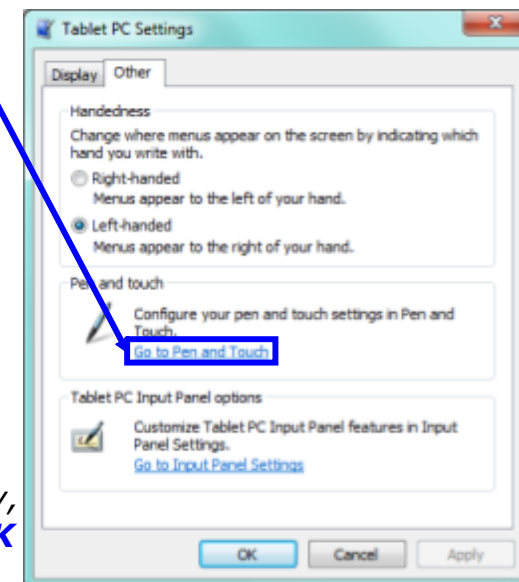 Tablet PC Settings
Display Other
Handedness
Change where menus appear on the screen by indicating which
hand you write with.
Right-handed
Menus appear to the left of your hand.
Left-handed
Menus appear to the right of your hand.
Pen and touch
Configure your pen and touch settings in Pen and
Touch.
Go to Pen and Touch
Tablet PC Input Panel options
Customize Tablet PC Input Panel features in Input
Panel Settings.
Go to Input Panel Settings
OK Cancel Apply